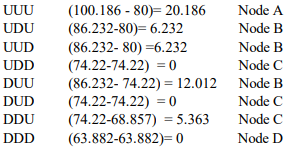 UUU (100.186 - 80)= 20.186 Node A
UDU (86.232-80)= 6.232 Node B
UUD (86.232- 80) =6.232 Node B
UDD (74.22-74.22) = 0 Node C
DUU (86.232- 74.22) = 12.012 Node B
DUD (74.22-74.22) = 0 Node C
DDU (74.22-68.857) = 5.363 Node C
DDD (63.882-63.882)= 0 Node D